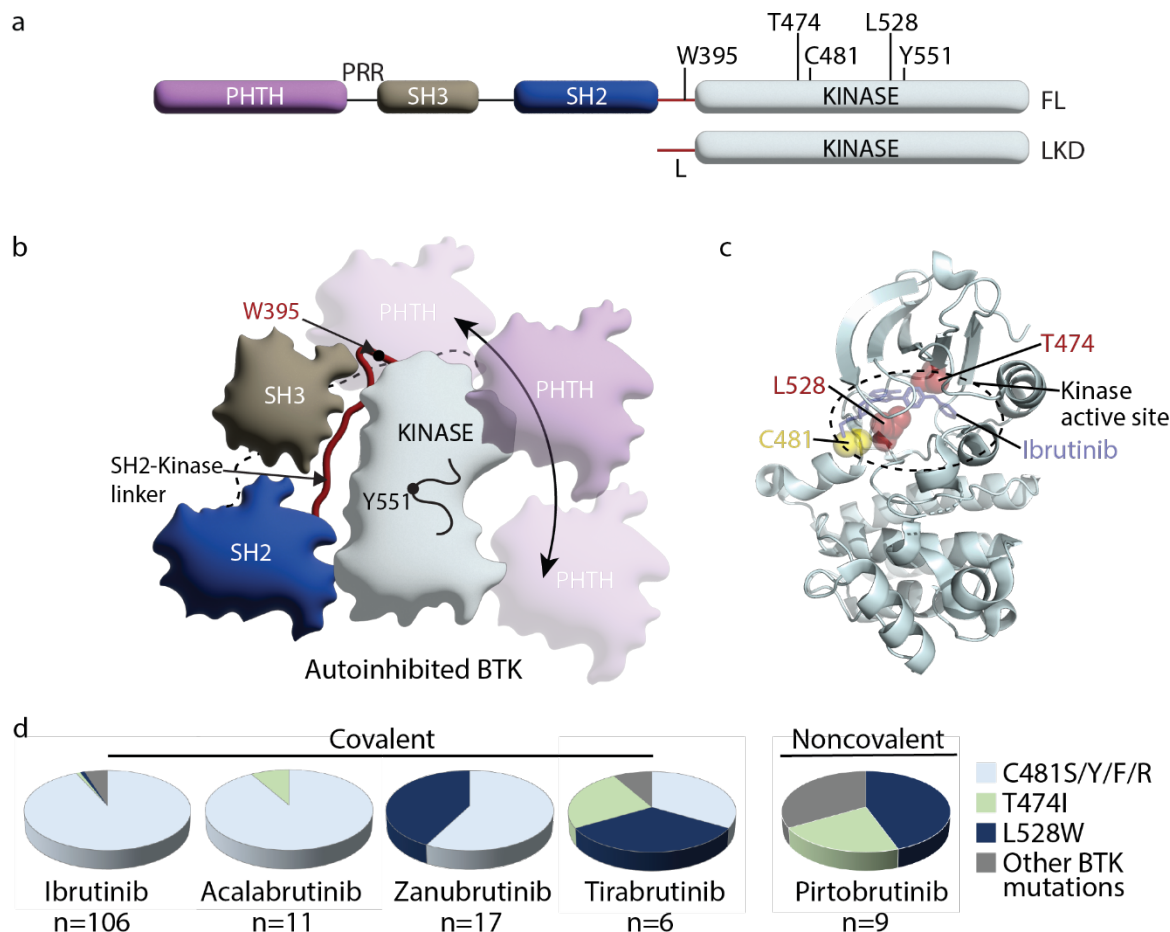 a
T474 L528
W395 C481 Y551
PRR
PHTH SH3 SH2 KINASE FL
KINASE LKD
L
b
c
PHTH
W395
PHTH
SH3
KINASE
SH2-Kinase
linker
Y551
SH2
PHTH
Autoinhibited BTK
T474
L528
Kinase
active site
C481
Ibrutinib
d
Covalent
Noncovalent
Ibrutinib
n=106
Acalabrutinib
n=11
Zanubrutinib
n=17
Tirabrutinib
n=6
Pirtobrutinib
n=9
C481S/Y/F/R
T474I
L528W
Other BTK
mutations